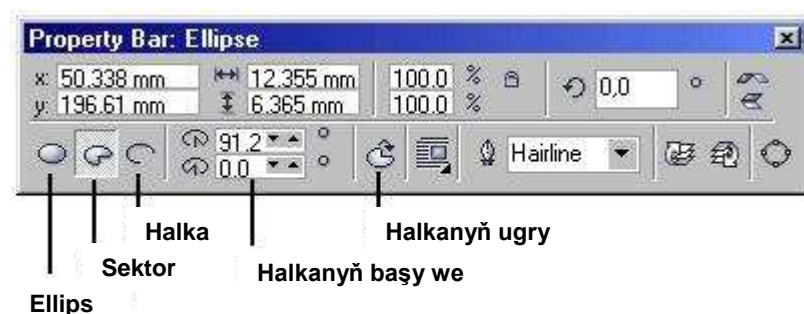 Property Bar: Ellipse
x: 50.338 mm 12.355 mm 100.0 % 0,0 °
y: 196.61 mm 6.365 mm 100.0 %
91.2 ° Hairline
0.0 °
Halka Halkanyň ugry
Sektor Halkanyň başy we
Ellips